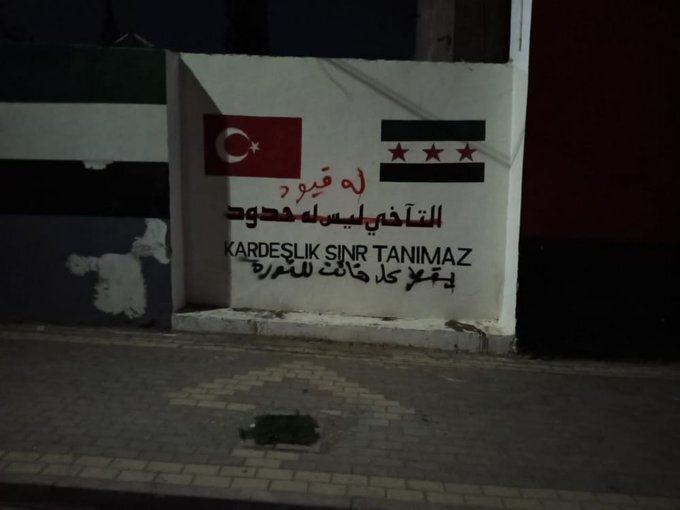 له قيود
التآخي ليس له حدود
KARDEŞLIK SINR TANIMAZ
يسقط كل خائن للثورة